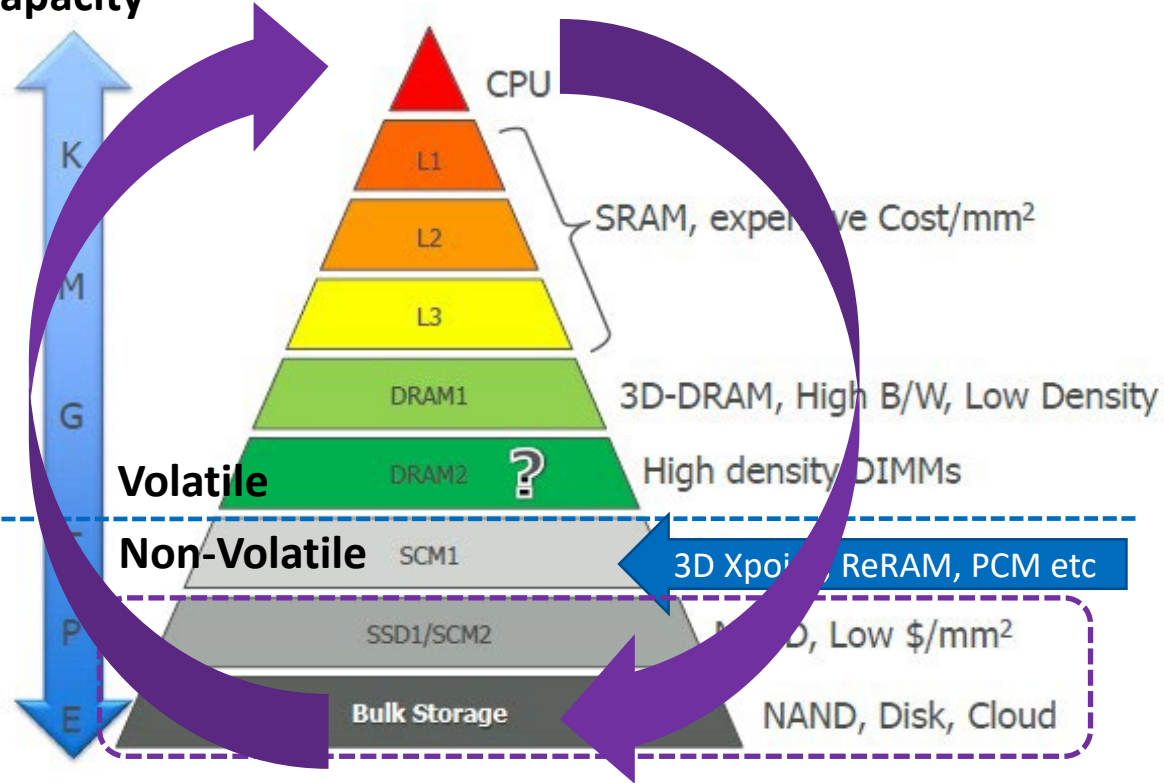 apacity
CPU
K
L1
SRAM, expen ve Cost/mm²
L2
M
L3
G
DRAM1
3D-DRAM, High B/W, Low Density
Volatile
DRAM2 ?
High density DIMMs
Non-Volatile
SCM1
3D Xpoin, ReRAM, PCM etc
P
SSD1/SCM2
D, Low $/mm²
E
Bulk Storage
NAND, Disk, Cloud